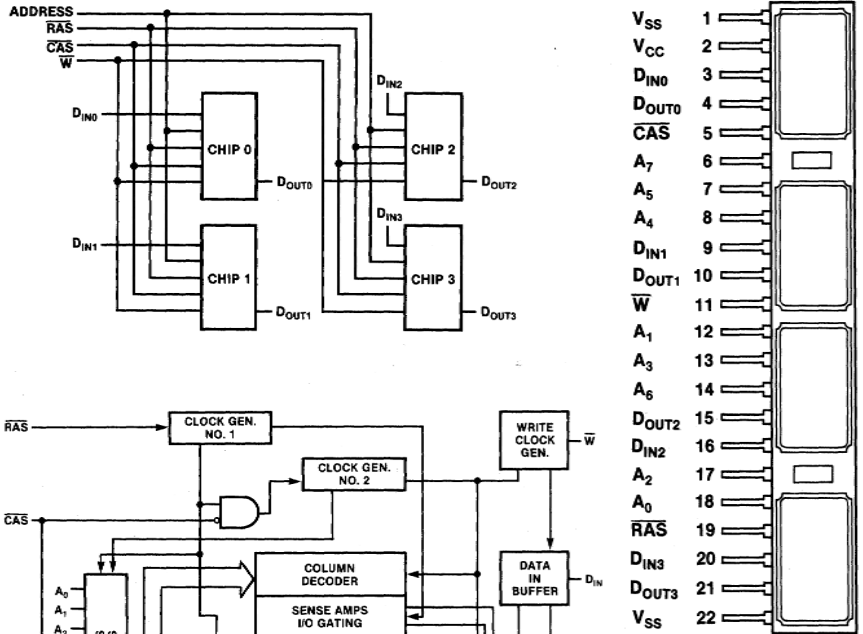 ADDRESS
RAS
CAS
W
DIN0
CHIP 0
DOUT0
DIN2
CHIP 2
DOUT2
DIN1
CHIP 1
DOUT1
DIN3
CHIP 3
DOUT3
RAS
CLOCK GEN.
NO. 1
CLOCK GEN.
NO. 2
WRITE
CLOCK
GEN.
W
CAS
COLUMN
DECODER
SENSE AMPS
I/O GATING
DATA
IN
BUFFER
DIN
A0
A1
A2
VSS 1
VCC 2
DIN0 3
DOUT0 4
CAS 5
A7 6
A5 7
A4 8
DIN1 9
DOUT1 10
W 11
A1 12
A3 13
A6 14
DOUT2 15
DIN2 16
A2 17
A0 18
RAS 19
DIN3 20
DOUT3 21
VSS 22